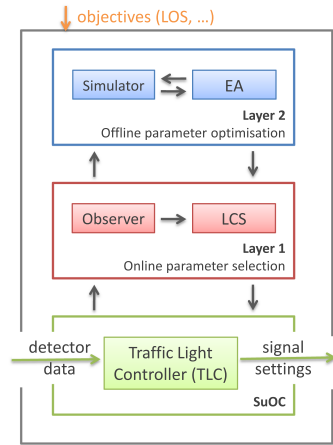 objectives (LOS, ...)
Simulator
EA
Layer 2
Offline parameter optimisation
Observer
LCS
Layer 1
Online parameter selection
detector
data
Traffic Light
Controller (TLC)
signal
settings
SuOC